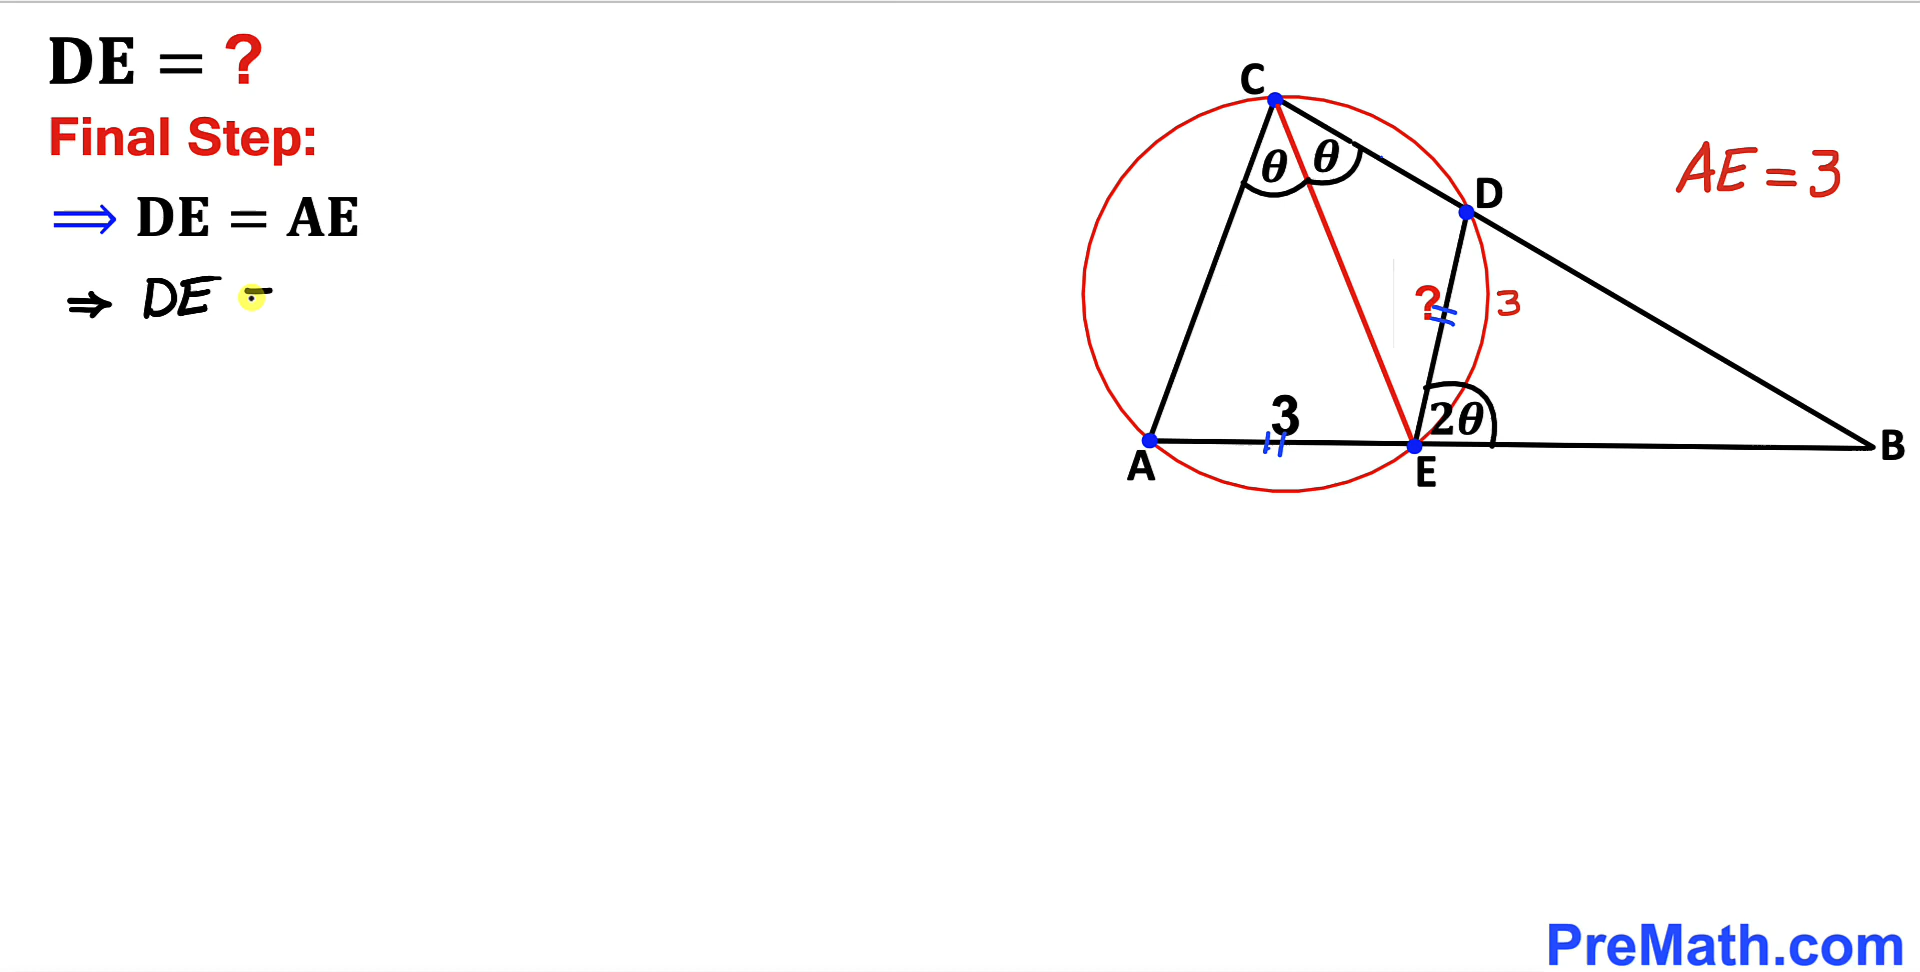 DE = ?
Final Step:
⟹ DE = AE
⇒ DE =
C
θ θ
D
AE = 3
? 3
3
2θ
A
E
B
PreMath.com